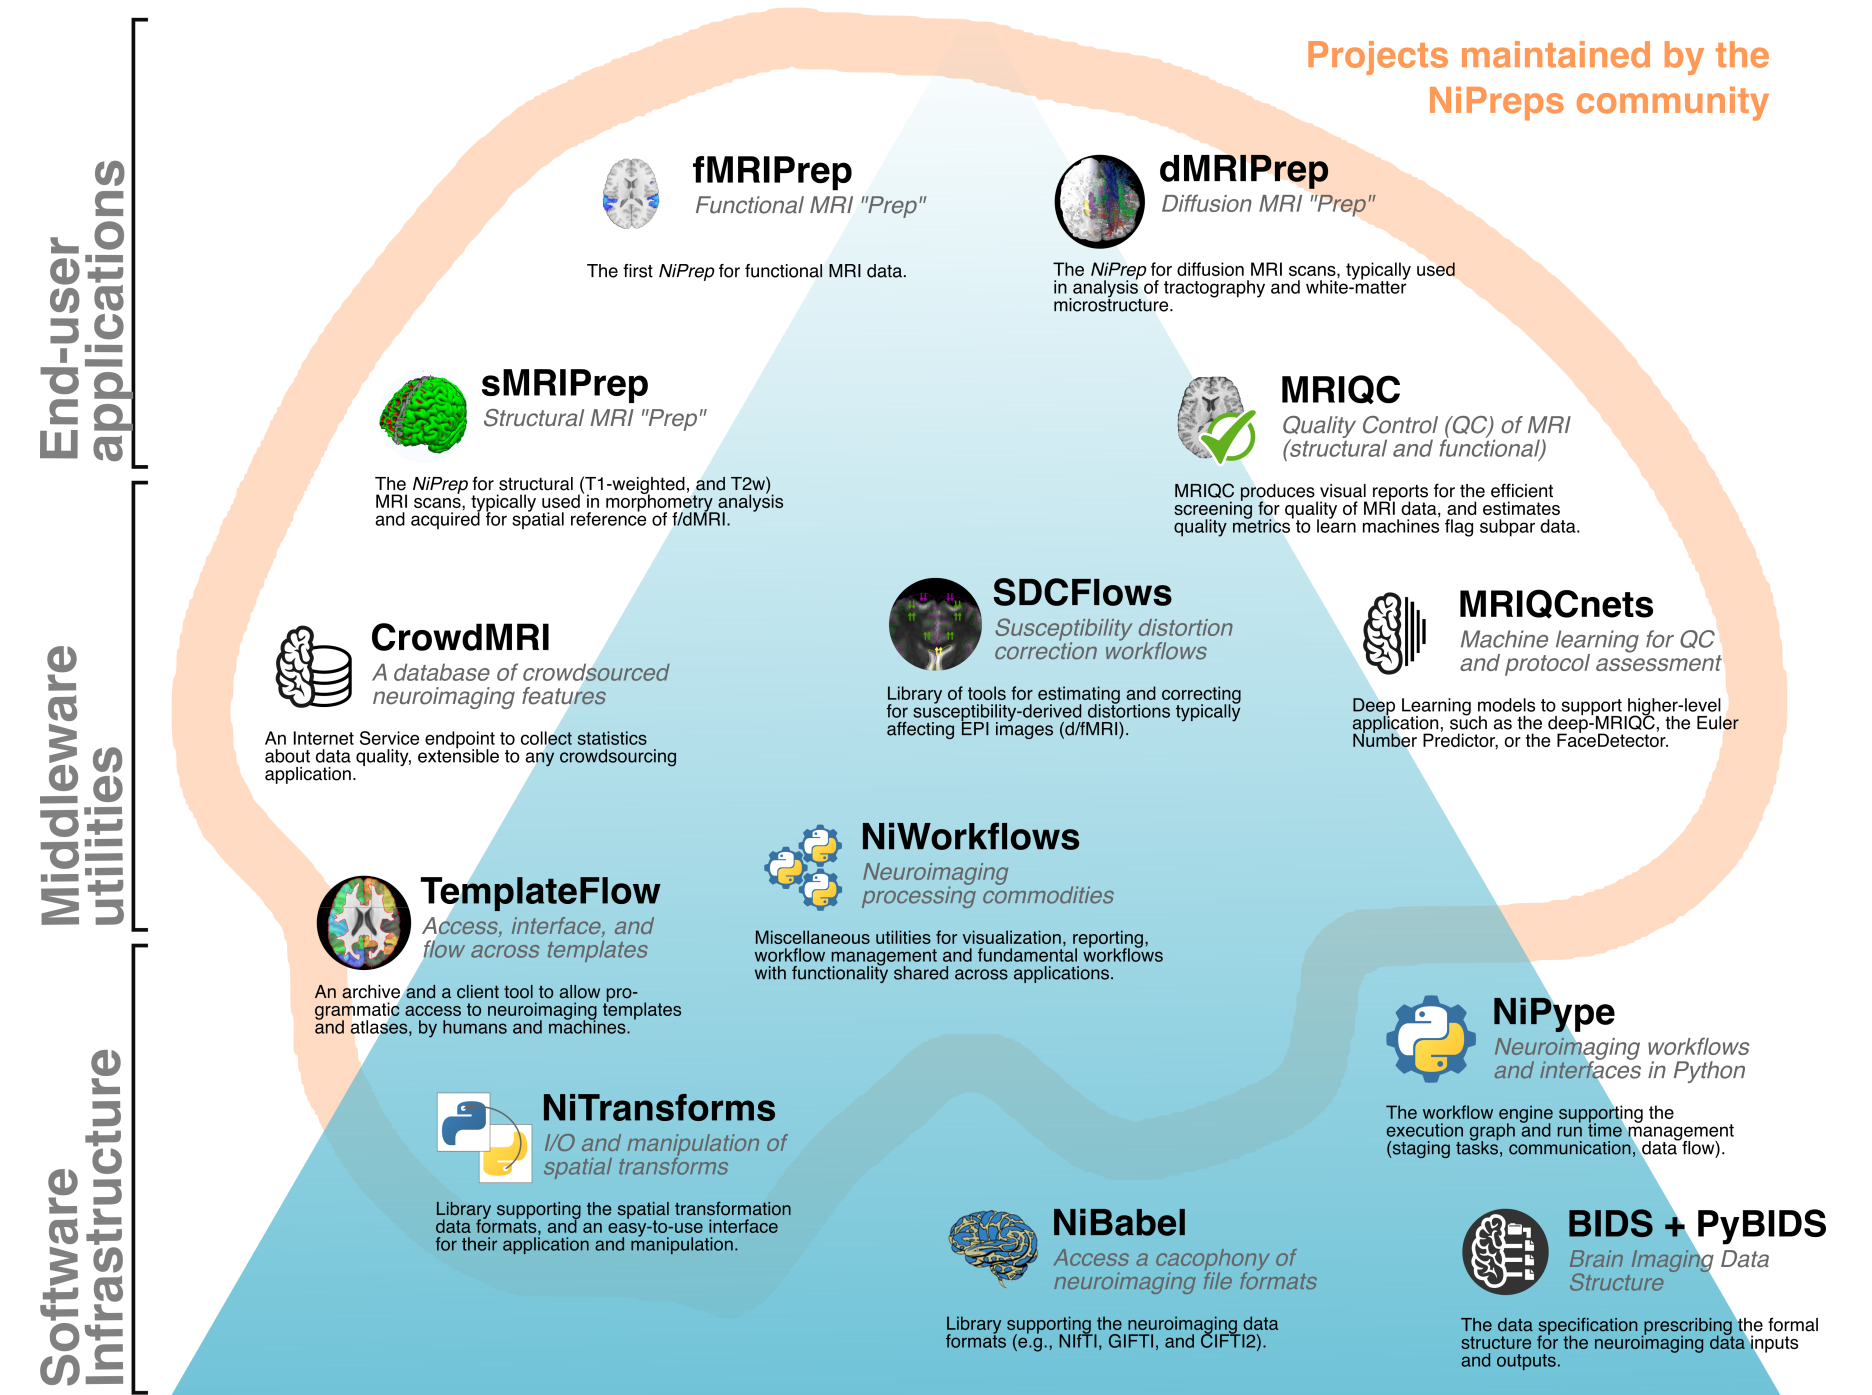 Projects maintained by the
NiPreps community
End-user
applications
fMRIPrep
Functional MRI "Prep"
The first NiPrep for functional MRI data.
dMRIPrep
Diffusion MRI "Prep"
The NiPrep for diffusion MRI scans, typically used
in analysis of tractography and white-matter
microstructure.
sMRIPrep
Structural MRI "Prep"
The NiPrep for structural (T1-weighted, and T2w)
MRI scans, typically used in morphometry analysis
and acquired for spatial reference of f/dMRI.
MRIQC
Quality Control (QC) of MRI
(structural and functional)
MRIQC produces visual reports for the efficient
screening for quality of MRI data, and estimates
quality metrics to learn machines flag subpar data.
Middleware
utilities
CrowdMRI
A database of crowdsourced
neuroimaging features
An Internet Service endpoint to collect statistics
about data quality, extensible to any crowdsourcing
application.
SDCFlows
Susceptibility distortion
correction workflows
Library of tools for estimating and correcting
for susceptibility-derived distortions typically
affecting EPI images (d/fMRI).
MRIQCnets
Machine learning for QC
and protocol assessment
Deep Learning models to support higher-level
application, such as the deep-MRIQC, the Euler
Number Predictor, or the FaceDetector.
TemplateFlow
Access, interface, and
flow across templates
An archive and a client tool to allow pro-
grammatic access to neuroimaging templates
and atlases, by humans and machines.
NiWorkflows
Neuroimaging
processing commodities
Miscellaneous utilities for visualization, reporting,
workflow management and fundamental workflows
with functionality shared across applications.
Software
Infrastructure
NiTransforms
I/O and manipulation of
spatial transforms
Library supporting the spatial transformation
data formats, and an easy-to-use interface
for their application and manipulation.
NiPype
Neuroimaging workflows
and interfaces in Python
The workflow engine supporting the
execution graph and run time management
(staging tasks, communication, data flow).
NiBabel
Access a cacophony of
neuroimaging file formats
Library supporting the neuroimaging data
formats (e.g., NIfTI, GIFTI, and CIFTI2).
BIDS + PyBIDS
Brain Imaging Data
Structure
The data specification prescribing the formal
structure for the neuroimaging data inputs
and outputs.